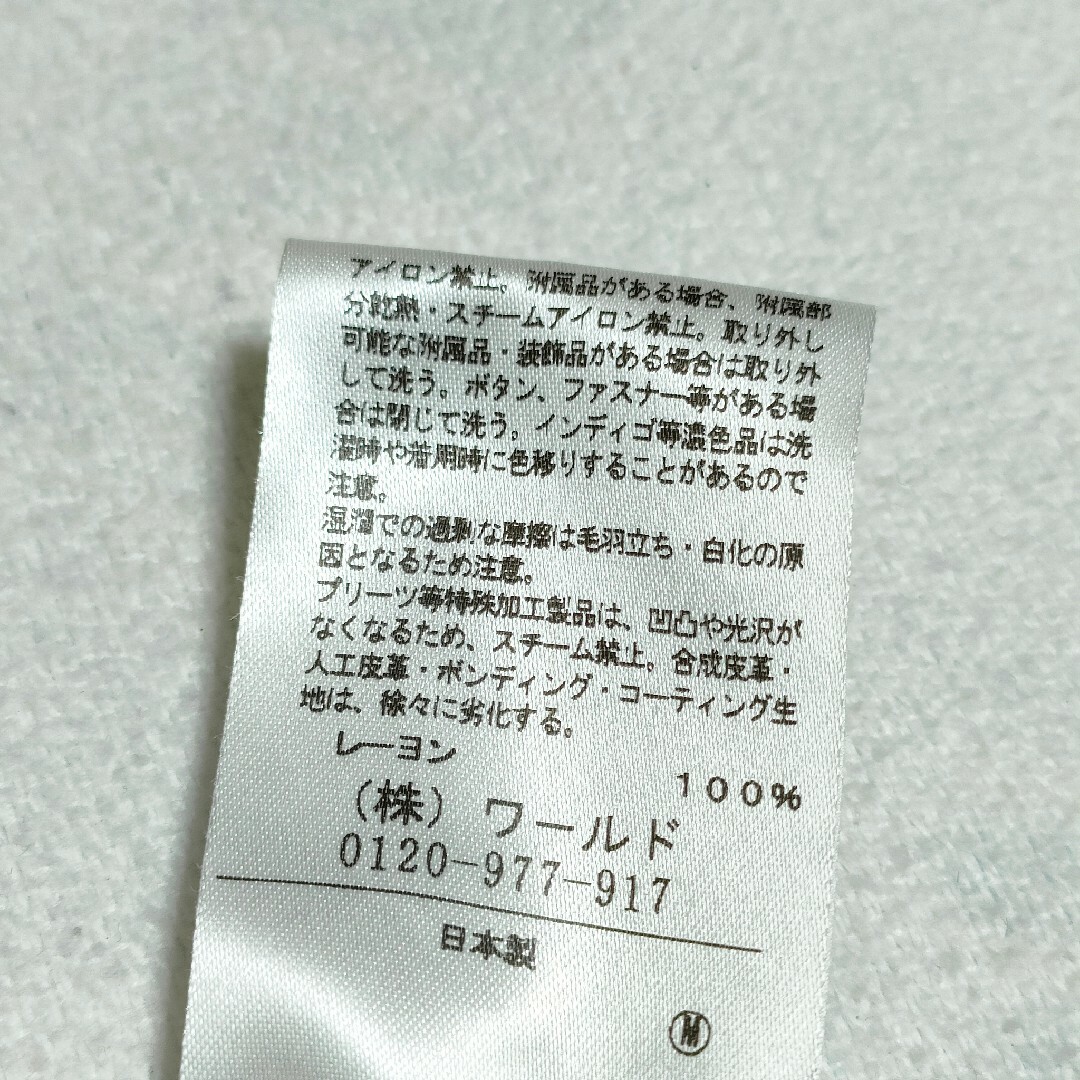 アイロン禁止。附属品がある場合、附属部
分乾熱・スチームアイロン禁止。取り外し
可能な附属品・装飾品がある場合は取り外
して洗う。ボタン、ファスナー等がある場
合は閉じて洗う。インディゴ等濃色品は洗
濯時や着用時に色移りすることがあるので
注意。
湿潤での過剰な摩擦は毛羽立ち・白化の原
因となるため注意。
プリーツ等特殊加工製品は、凹凸や光沢が
なくなるため、スチーム禁止。合成皮革・
人工皮革・ボンディング・コーティング生
地は、徐々に劣化する。
レーヨン 100%
（株）ワールド
0120-977-917
日本製
Ⓜ